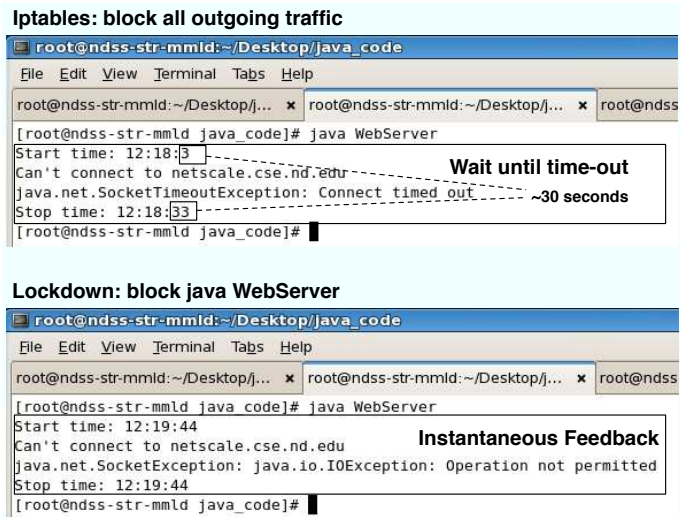 Iptables: block all outgoing traffic
root@ndss-str-mmld:~/Desktop/java_code
File Edit View Terminal Tabs Help
root@ndss-str-mmld:~/Desktop/j... × root@ndss-str-mmld:~/Desktop/j... × root@ndss
[root@ndss-str-mmld java_code]# java WebServer
Start time: 12:18:3
Can't connect to netscale.cse.nd.edu
Wait until time-out
java.net.SocketTimeoutException: Connect timed out
~30 seconds
Stop time: 12:18:33
[root@ndss-str-mmld java_code]#
Lockdown: block java WebServer
root@ndss-str-mmld:~/Desktop/java_code
File Edit View Terminal Tabs Help
root@ndss-str-mmld:~/Desktop/j... × root@ndss-str-mmld:~/Desktop/j... × root@ndss
[root@ndss-str-mmld java_code]# java WebServer
Start time: 12:19:44
Can't connect to netscale.cse.nd.edu
Instantaneous Feedback
java.net.SocketException: java.io.IOException: Operation not permitted
Stop time: 12:19:44
[root@ndss-str-mmld java_code]#